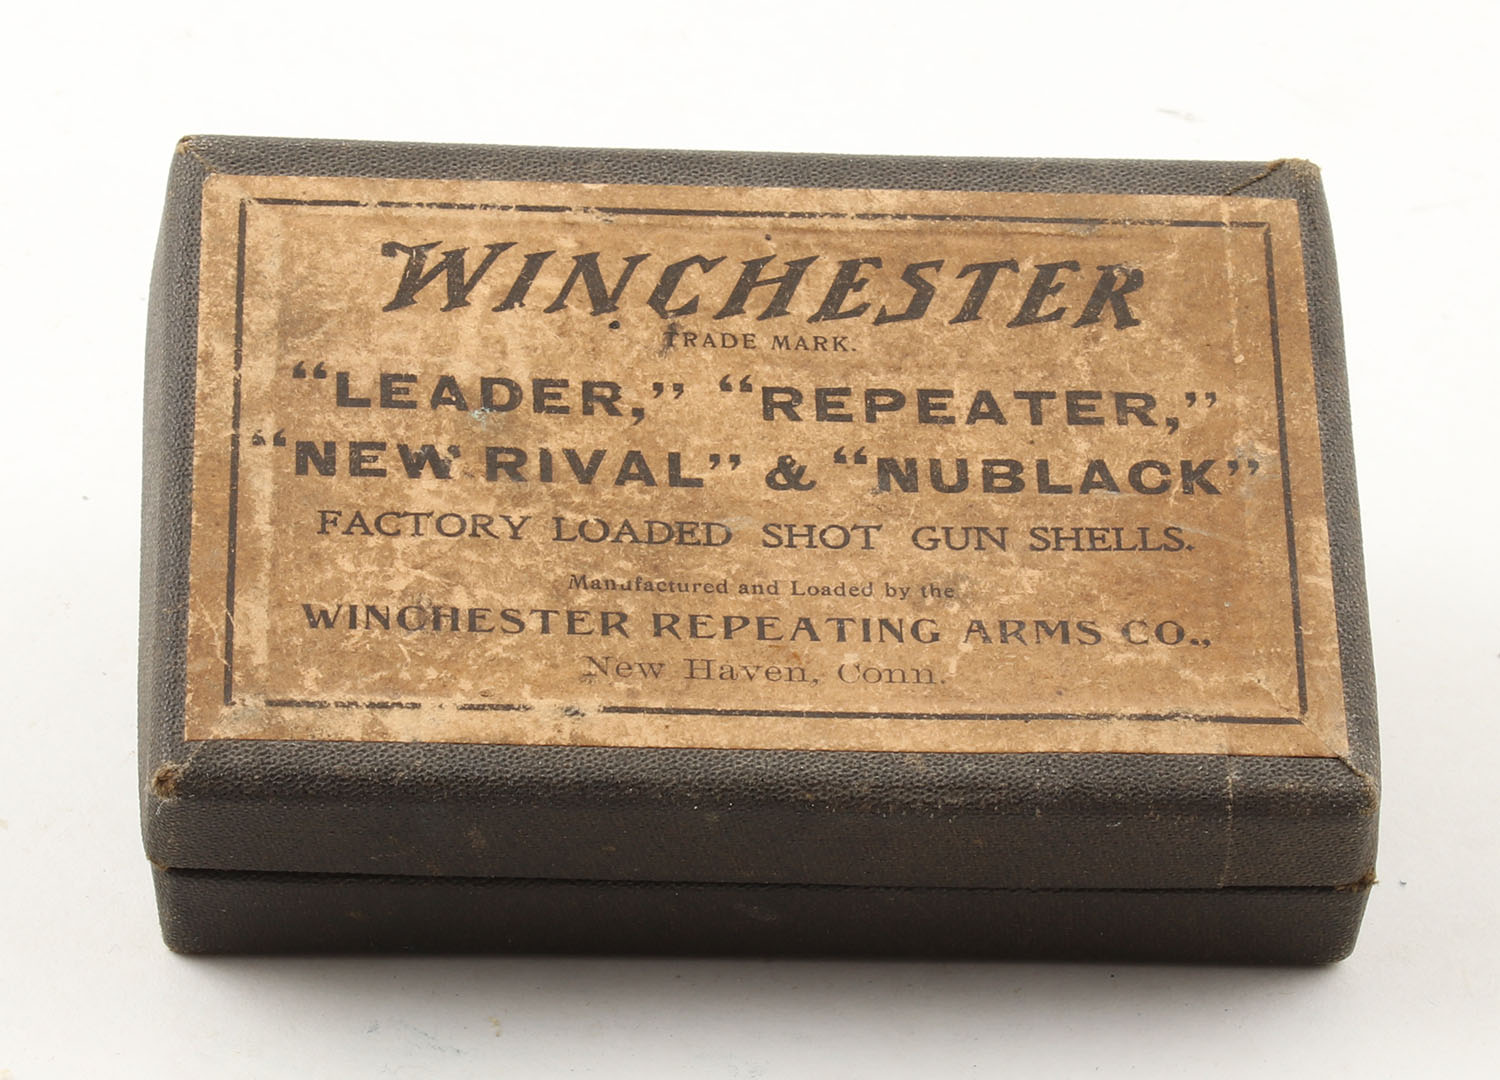 WINCHESTER
TRADE MARK.
“LEADER,” “REPEATER,”
“NEW RIVAL” & “NUBLACK”
FACTORY LOADED SHOT GUN SHELLS.
Manufactured and Loaded by the
WINCHESTER REPEATING ARMS CO.,
New Haven, Conn.